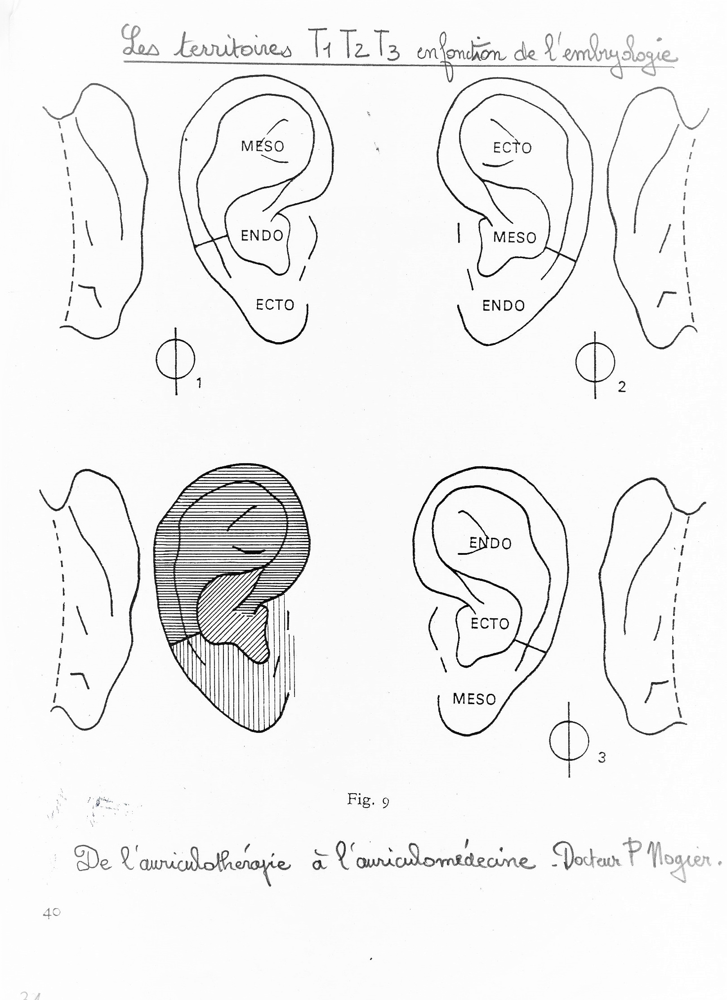 Les territoires T1 T2 T3 en fonction de l'embryologie
MESO
ENDO
ECTO
1
ECTO
MESO
ENDO
2
ENDO
ECTO
MESO
3
Fig. 9
De l'auriculothérapie à l'auriculomédecine - Docteur P Nogier.
40